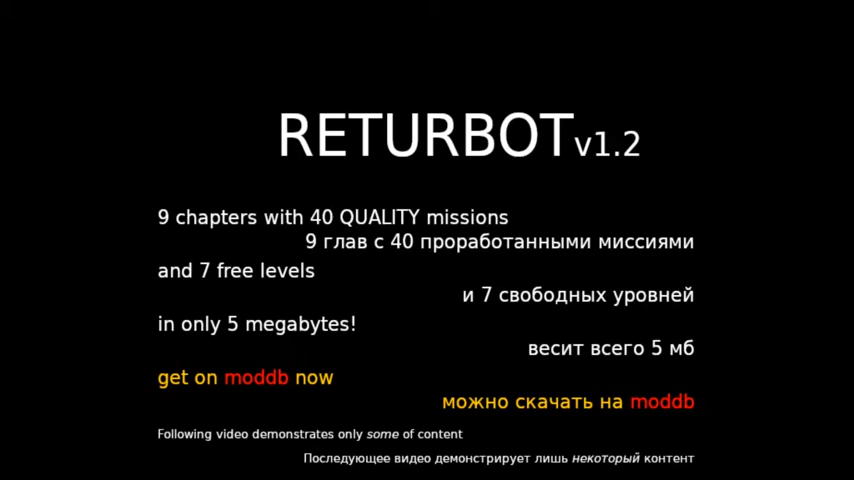 RETURBOT v1.2
9 chapters with 40 QUALITY missions
9 глав с 40 проработанными миссиями
and 7 free levels
и 7 свободных уровней
in only 5 megabytes!
весит всего 5 мб
get on moddb now
можно скачать на moddb
Following video demonstrates only some of content
Последующее видео демонстрирует лишь некоторый контент